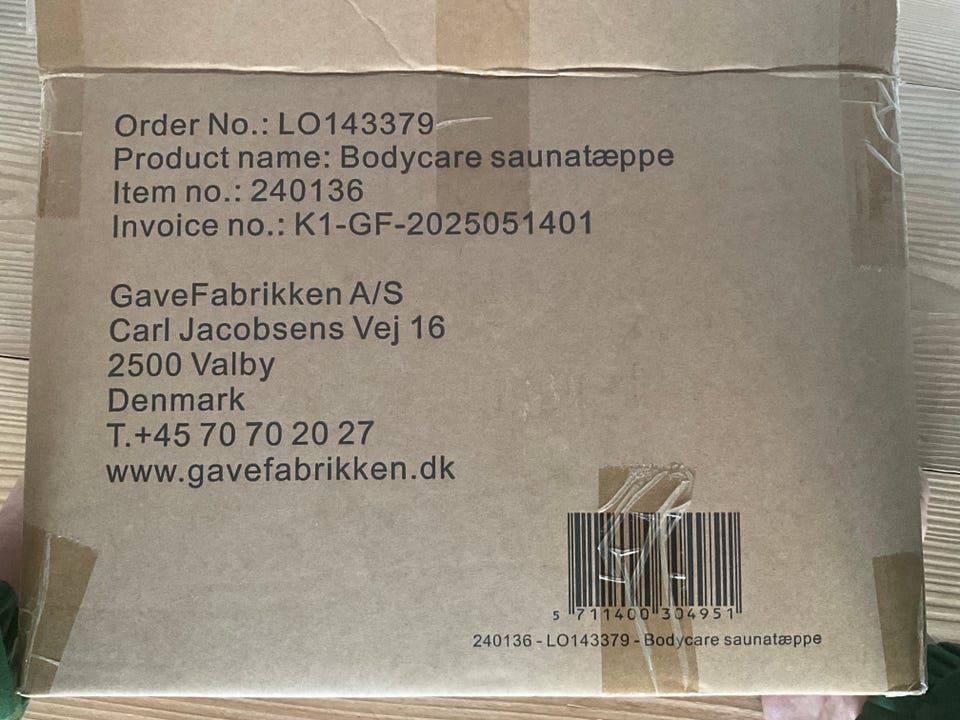 Order No.: LO143379
Product name: Bodycare saunatæppe
Item no.: 240136
Invoice no.: K1-GF-2025051401
GaveFabrikken A/S
Carl Jacobsens Vej 16
2500 Valby
Denmark
T.+45 70 70 20 27
www.gavefabrikken.dk
5 711400 304951
240136 - LO143379 - Bodycare saunatæppe